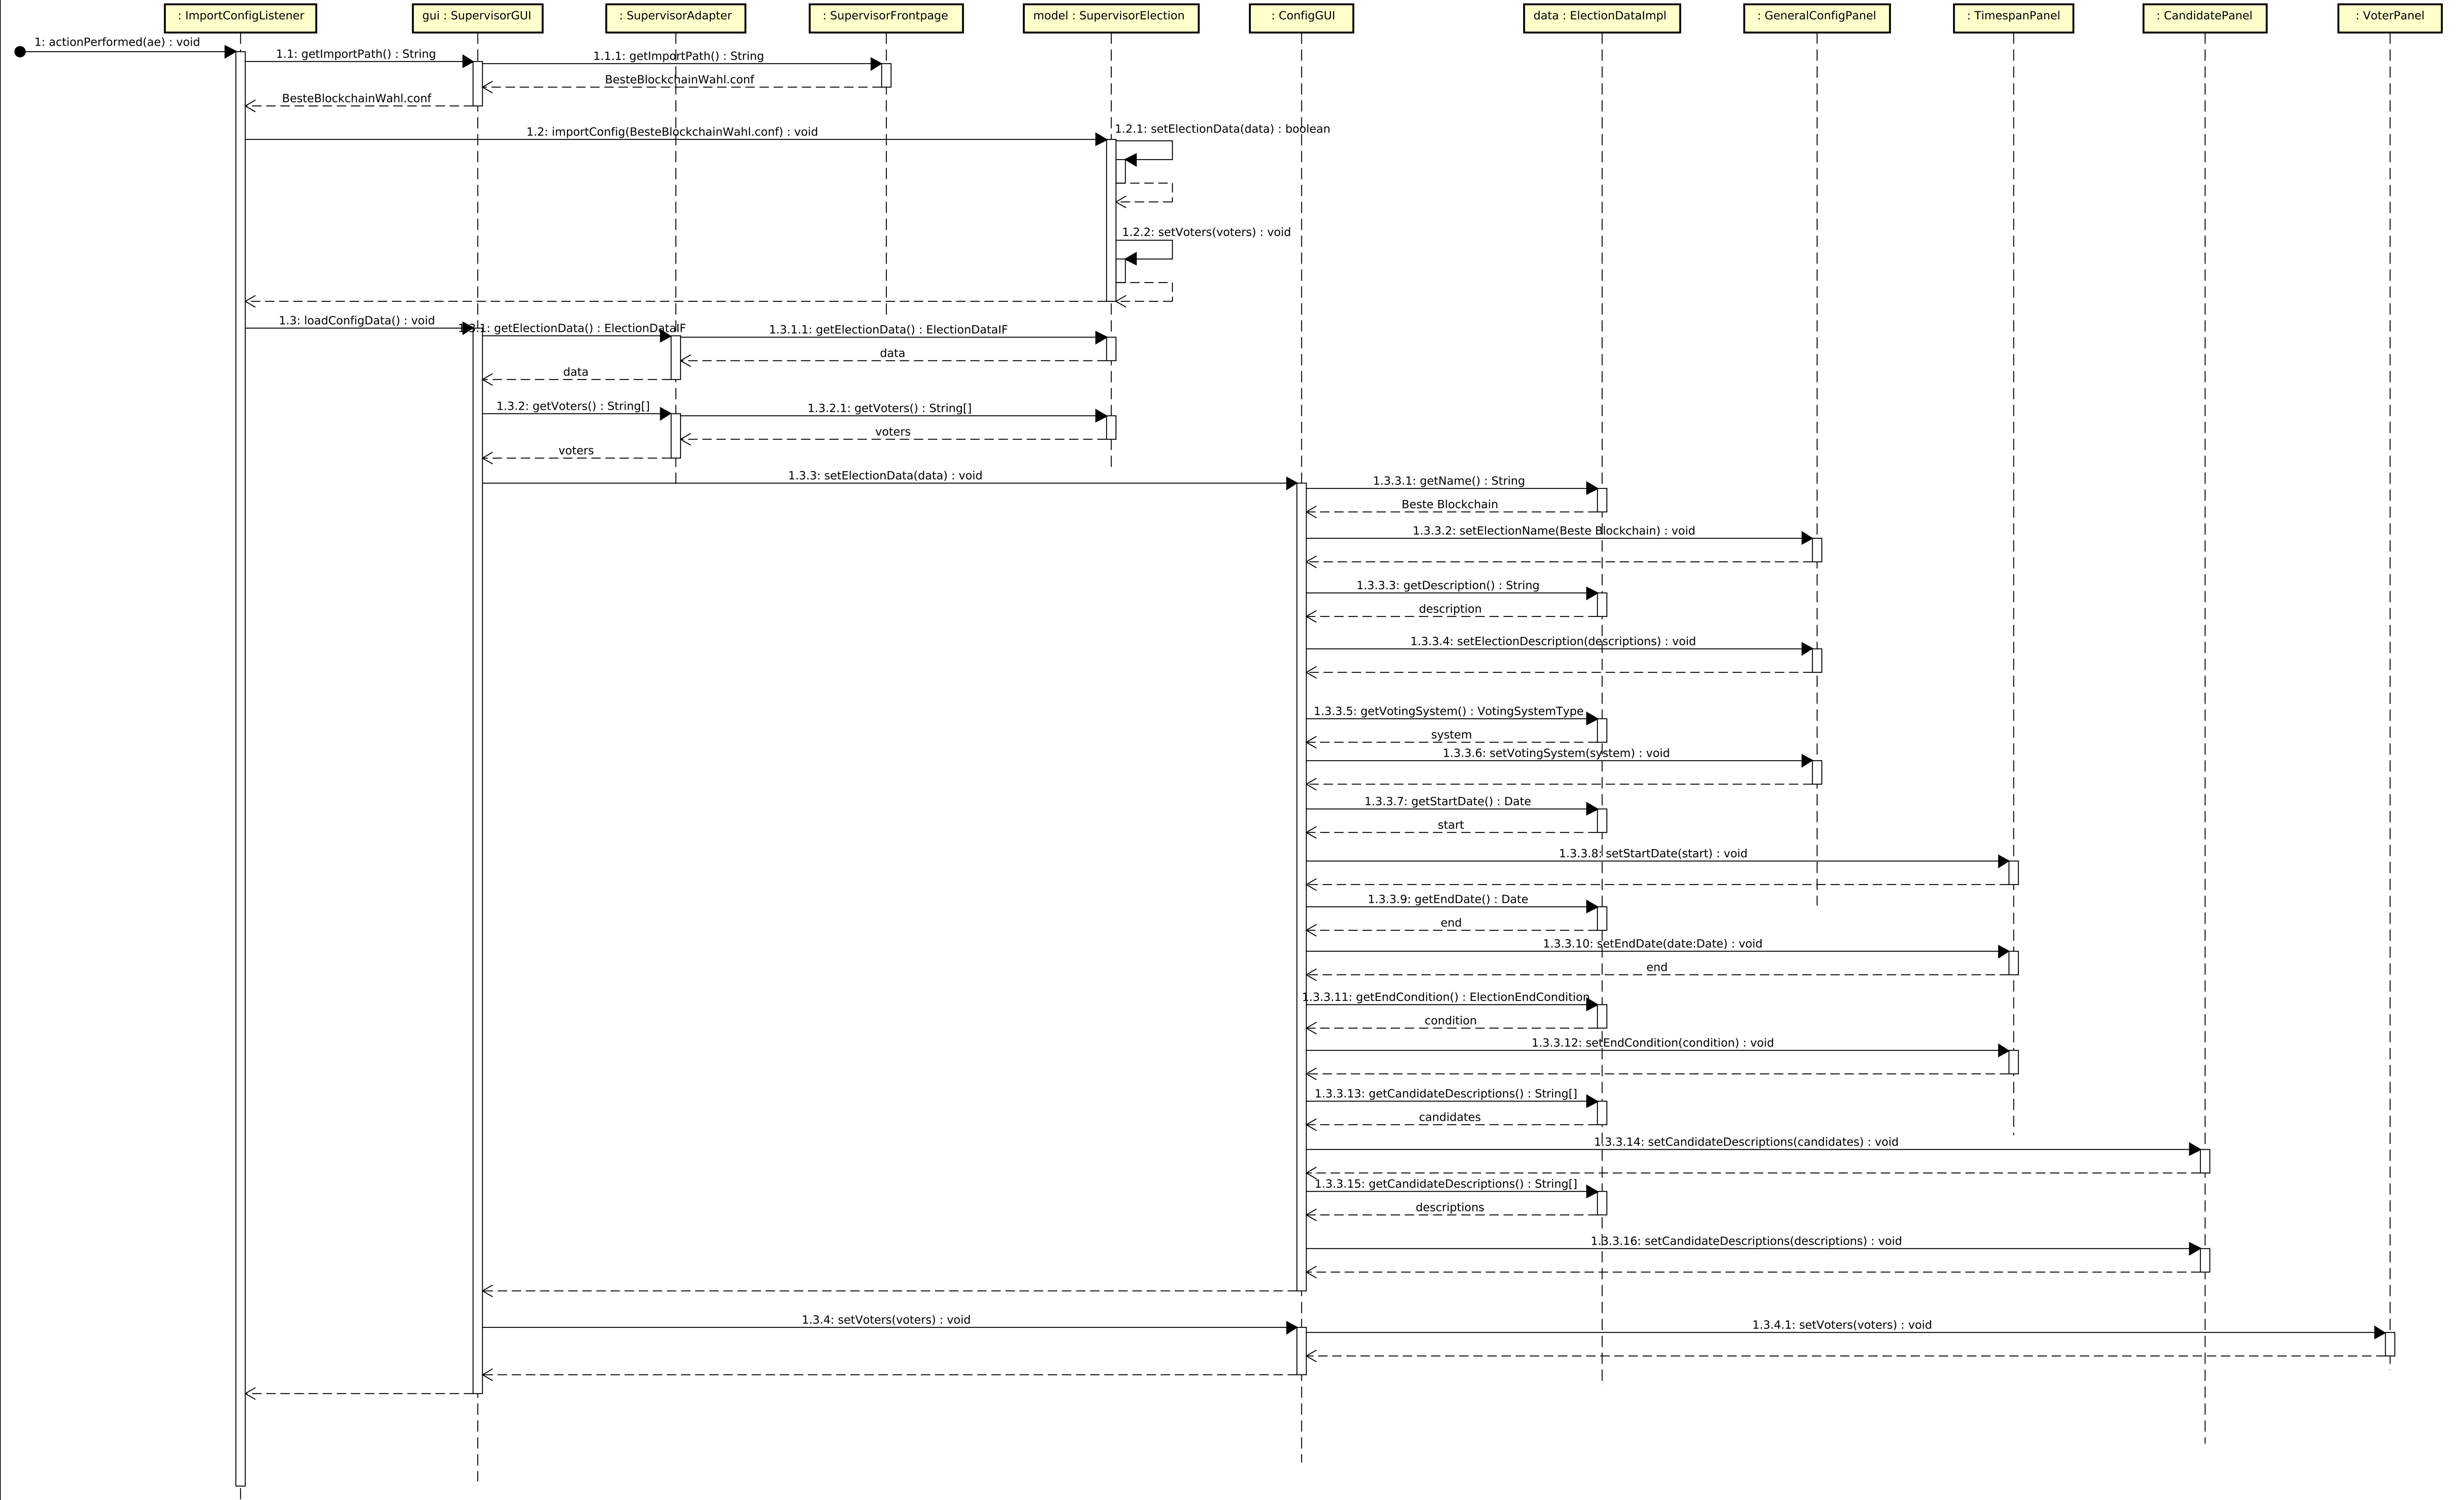 : ImportConfigListener
gui : SupervisorGUI
: SupervisorAdapter
: SupervisorFrontpage
model : SupervisorElection
: ConfigGUI
data : ElectionDataImpl
: GeneralConfigPanel
: TimespanPanel
: CandidatePanel
: VoterPanel
1: actionPerformed(ae) : void
1.1: getImportPath() : String
1.1.1: getImportPath() : String
BesteBlockchainWahl.conf
BesteBlockchainWahl.conf
1.2: importConfig(BesteBlockchainWahl.conf) : void
1.2.1: setElectionData(data) : boolean
1.2.2: setVoters(voters) : void
1.3: loadConfigData() : void
1.3.1: getElectionData() : ElectionDataIF
1.3.1.1: getElectionData() : ElectionDataIF
data
data
1.3.2: getVoters() : String[]
1.3.2.1: getVoters() : String[]
voters
voters
1.3.3: setElectionData(data) : void
1.3.3.1: getName() : String
Beste Blockchain
1.3.3.2: setElectionName(Beste Blockchain) : void
1.3.3.3: getDescription() : String
description
1.3.3.4: setElectionDescription(descriptions) : void
1.3.3.5: getVotingSystem() : VotingSystemType
system
1.3.3.6: setVotingSystem(system) : void
1.3.3.7: getStartDate() : Date
start
1.3.3.8: setStartDate(start) : void
1.3.3.9: getEndDate() : Date
end
1.3.3.10: setEndDate(date:Date) : void
end
1.3.3.11: getEndCondition() : ElectionEndCondition
condition
1.3.3.12: setEndCondition(condition) : void
1.3.3.13: getCandidateDescriptions() : String[]
candidates
1.3.3.14: setCandidateDescriptions(candidates) : void
1.3.3.15: getCandidateDescriptions() : String[]
descriptions
1.3.3.16: setCandidateDescriptions(descriptions) : void
1.3.4: setVoters(voters) : void
1.3.4.1: setVoters(voters) : void